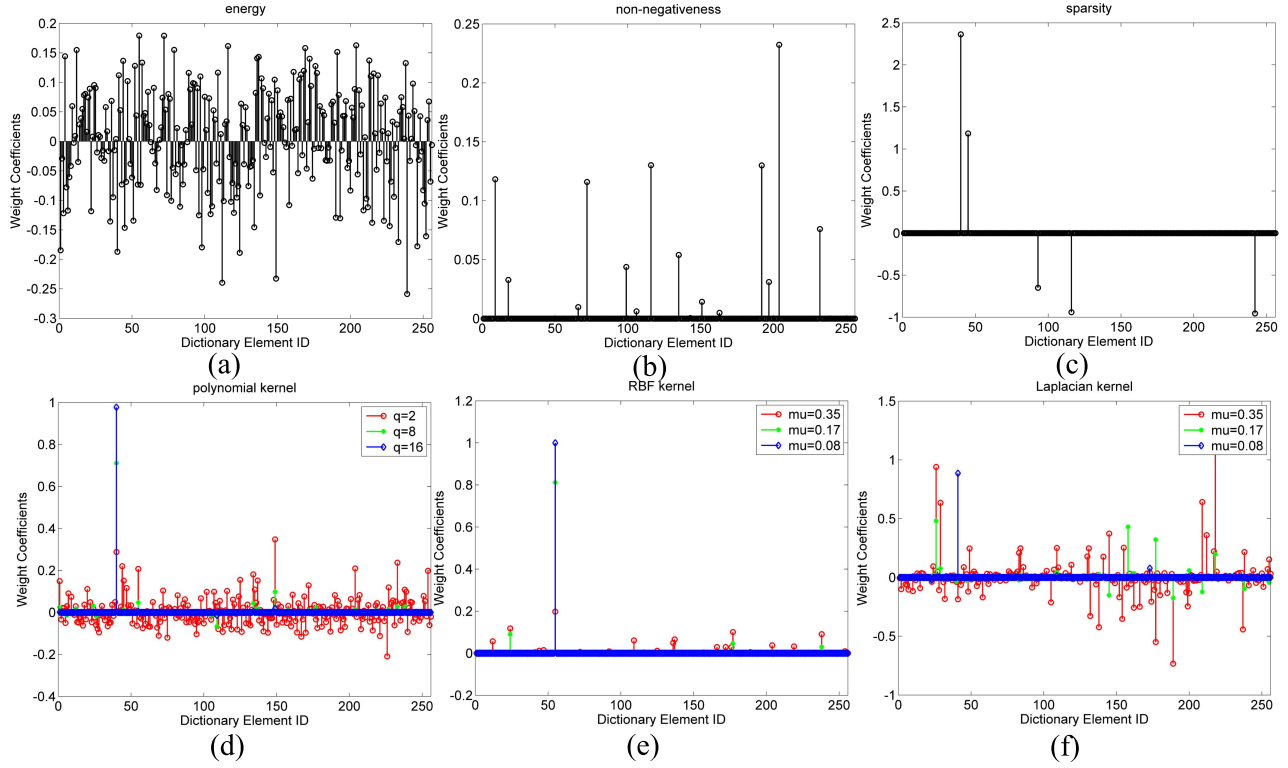 energy
0.2
0.15
0.1
0.05
0
-0.05
-0.1
-0.15
-0.2
-0.25
-0.3
Weight Coefficients
0 50 100 150 200 250
Dictionary Element ID
(a)
non-negativeness
0.25
0.2
0.15
0.1
0.05
0
Weight Coefficients
0 50 100 150 200 250
Dictionary Element ID
(b)
sparsity
2.5
2
1.5
1
0.5
0
-0.5
-1
Weight Coefficients
0 50 100 150 200 250
Dictionary Element ID
(c)
polynomial kernel
1
0.8
0.6
0.4
0.2
0
-0.2
-0.4
Weight Coefficients
q=2
q=8
q=16
0 50 100 150 200 250
Dictionary Element ID
(d)
RBF kernel
1.2
1
0.8
0.6
0.4
0.2
0
-0.2
Weight Coefficients
mu=0.35
mu=0.17
mu=0.08
0 50 100 150 200 250
Dictionary Element ID
(e)
Laplacian kernel
1.5
1
0.5
0
-0.5
-1
Weight Coefficients
mu=0.35
mu=0.17
mu=0.08
0 50 100 150 200 250
Dictionary Element ID
(f)